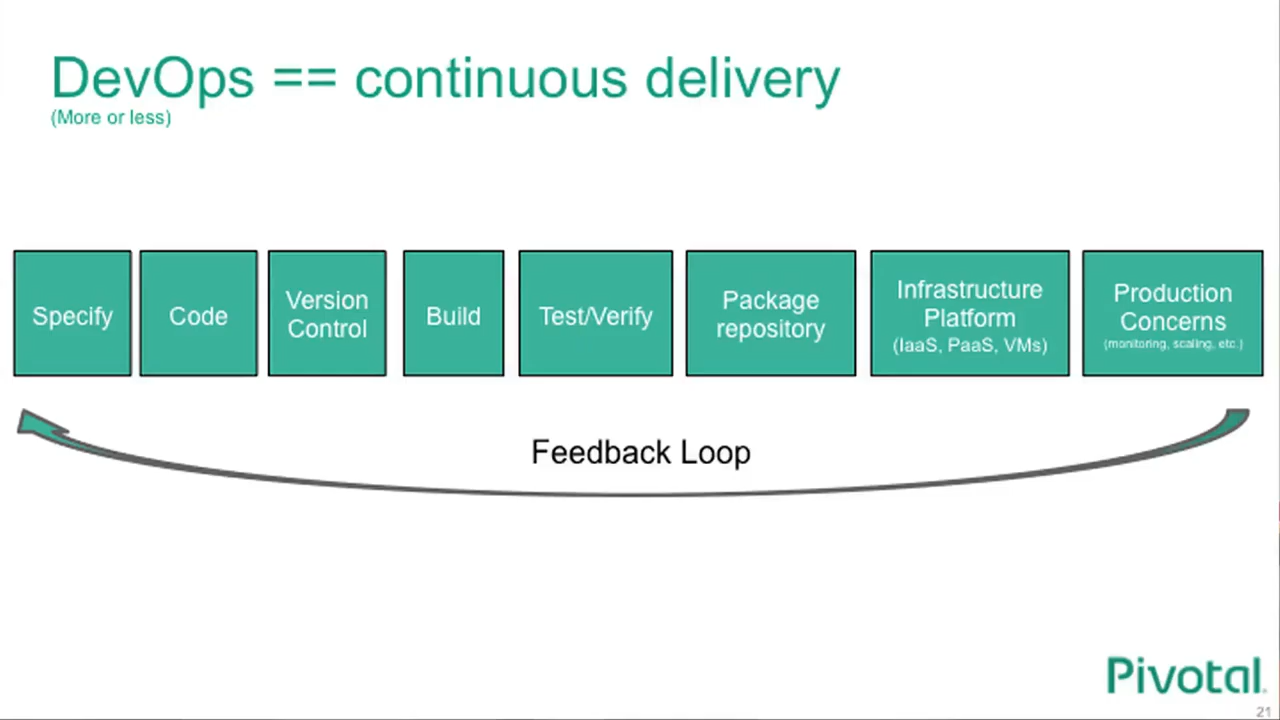 DevOps == continuous delivery
(More or less)
Specify
Code
Version
Control
Build
Test/Verify
Package
repository
Infrastructure
Platform
(IaaS, PaaS, VMs)
Production
Concerns
(monitoring, scaling, etc.)
Feedback Loop
Pivotal.
21